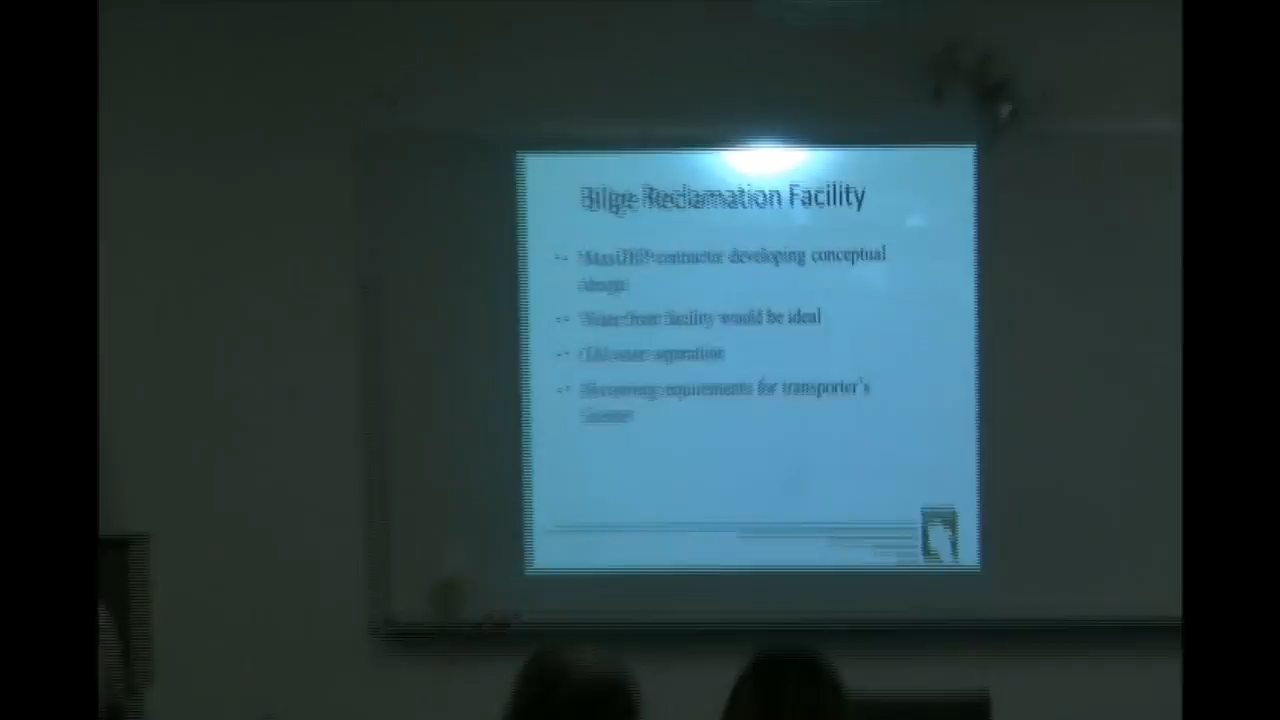 Bilge Reclamation Facility
MassDEP contractor developing conceptual
design
Water front facility would be ideal
Oil/water separation
requirements for transporter's